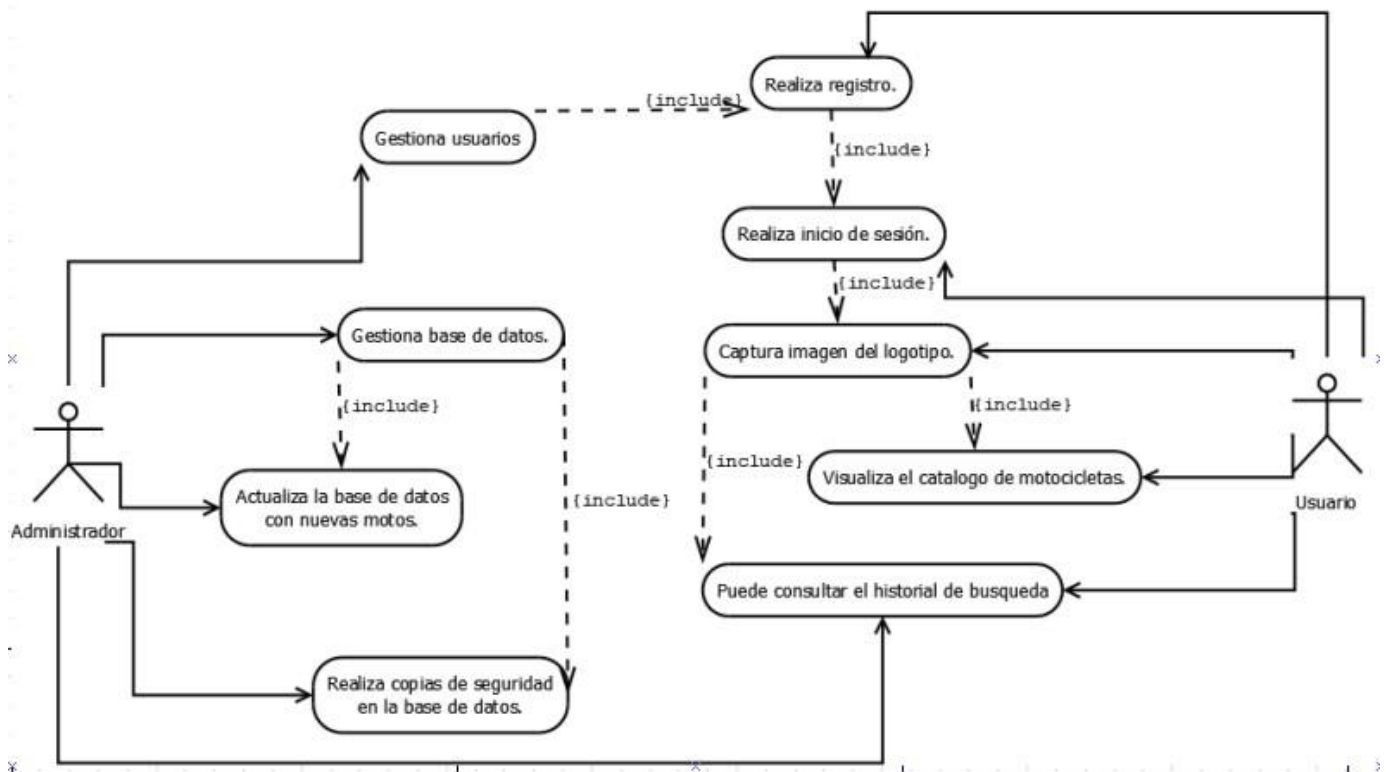 Realiza registro.
{include}
Gestiona usuarios
{include}
Realiza inicio de sesión.
{include}
Gestiona base de datos.
Captura imagen del logotipo.
{include}
{include}
{include}
Visualiza el catalogo de motocicletas.
Actualiza la base de datos
con nuevas motos.
{include}
Usuario
Administrador
Puede consultar el historial de busqueda
Realiza copias de seguridad
en la base de datos.